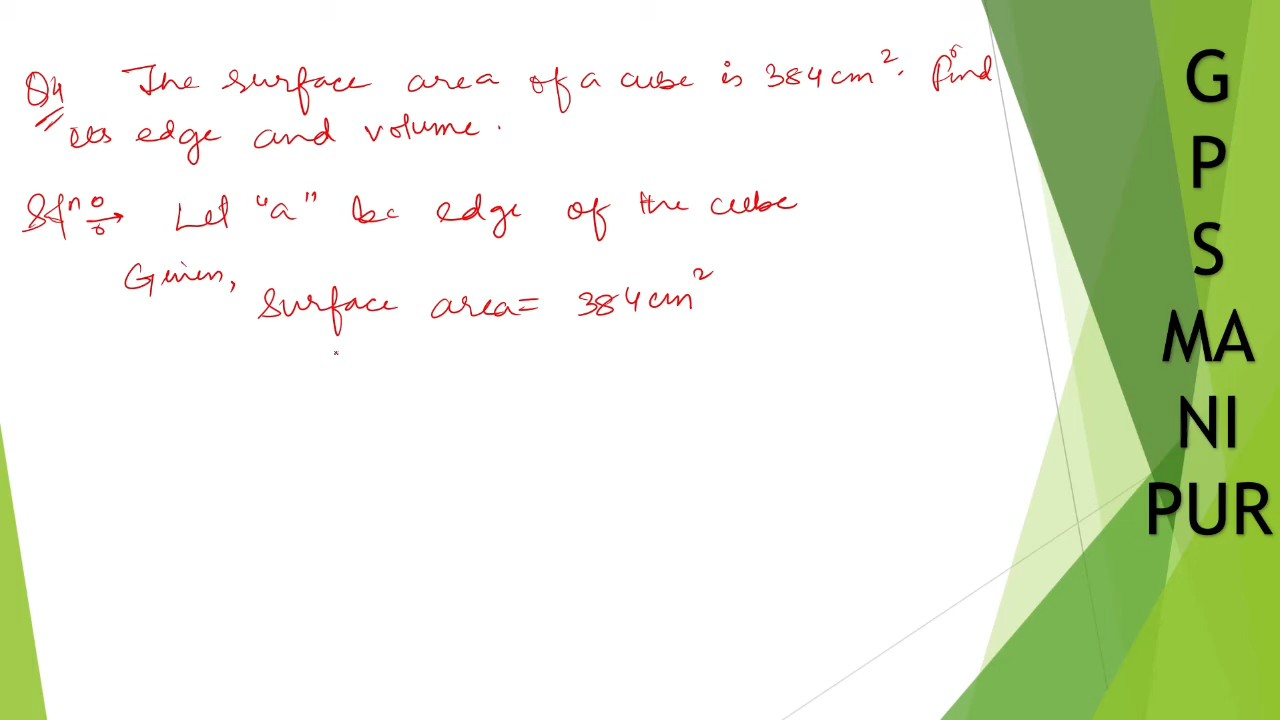 Q4 The surface area of a cube is 384 cm². Find
its edge and volume.
Solⁿ :→ Let "a" be edge of the cube
Given,
Surface area = 384 cm²
G
P
S
MA
NI
PUR